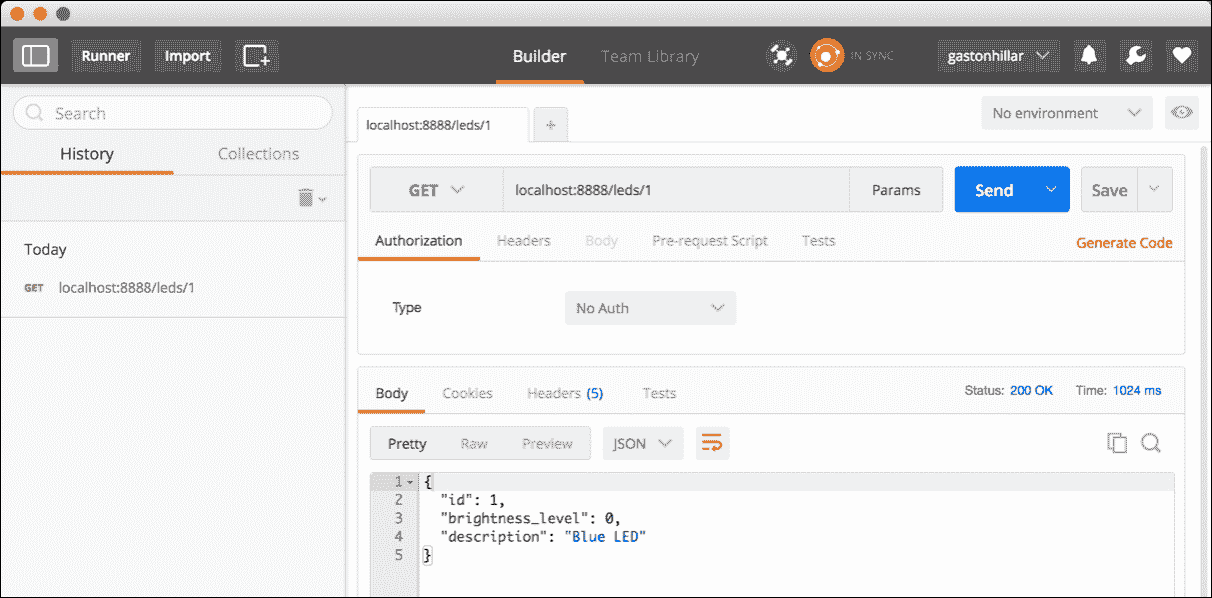 Runner Import Builder Team Library IN SYNC gastonhillar
Search
History Collections
Today
GET localhost:8888/leds/1
localhost:8888/leds/1 + No environment
GET localhost:8888/leds/1 Params Send Save
Authorization Headers Body Pre-request Script Tests Generate Code
Type No Auth
Body Cookies Headers (5) Tests Status: 200 OK Time: 1024 ms
Pretty Raw Preview JSON
1 {
2 "id": 1,
3 "brightness_level": 0,
4 "description": "Blue LED"
5 }